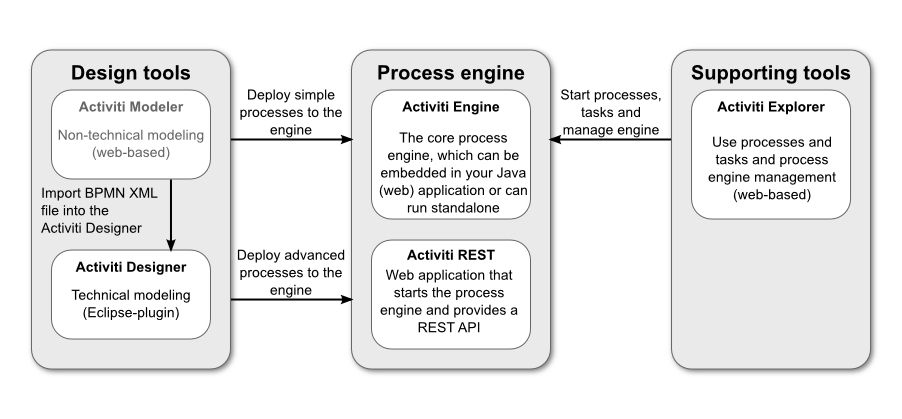 Design tools
Activiti Modeler
Non-technical modeling
(web-based)
Import BPMN XML
file into the
Activiti Designer
Activiti Designer
Technical modeling
(Eclipse-plugin)
Deploy simple
processes to the
engine
Deploy advanced
processes to the
engine
Process engine
Activiti Engine
The core process
engine, which can be
embedded in your Java
(web) application or can
run standalone
Activiti REST
Web application that
starts the process
engine and provides a
REST API
Start processes,
tasks and
manage engine
Supporting tools
Activiti Explorer
Use processes and
tasks and process
engine management
(web-based)